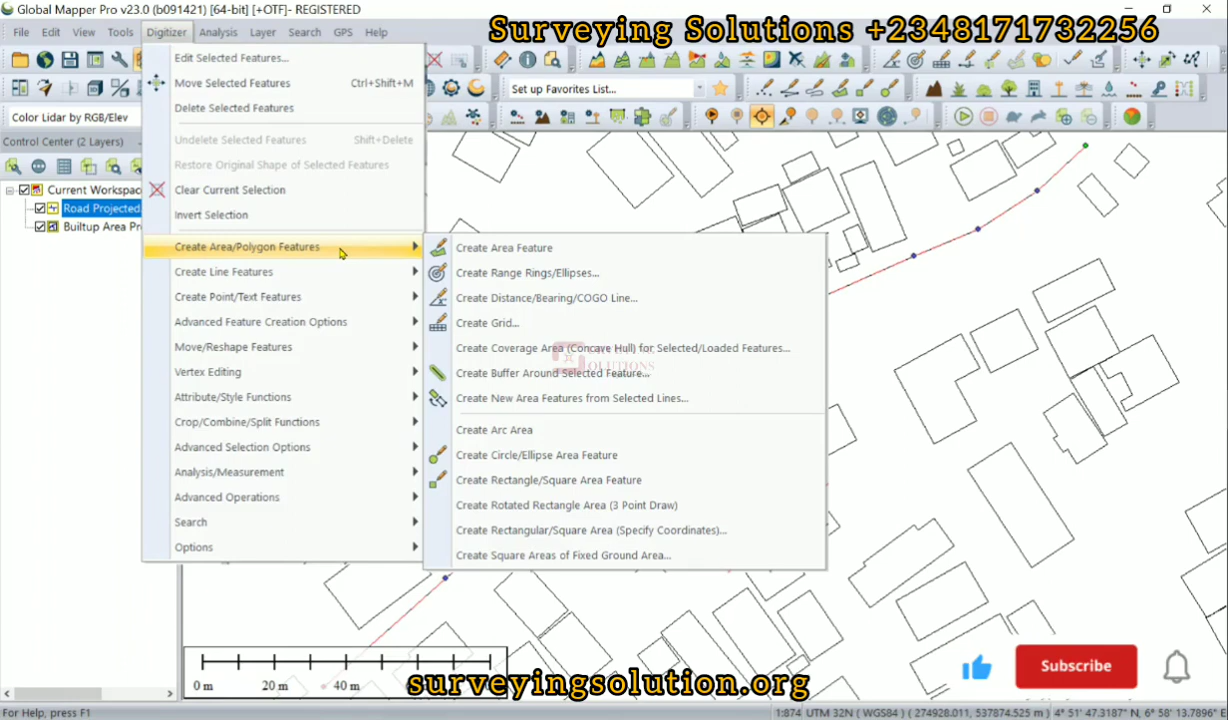 Global Mapper Pro v23.0 (b091421) [64-bit] [+OTF]- REGISTERED
Surveying Solutions +2348171732256
File Edit View Tools Digitizer Analysis Layer Search GPS Help
Set up Favorites List...
Color Lidar by RGB/Elev
Control Center (2 Layers)
Current Workspac
Road Projected.
Builtup Area Pr
Edit Selected Features...
Move Selected Features Ctrl+Shift+M
Delete Selected Features
Undelete Selected Features Shift+Delete
Restore Original Shape of Selected Features
Clear Current Selection
Invert Selection
Create Area/Polygon Features
Create Line Features
Create Point/Text Features
Advanced Feature Creation Options
Move/Reshape Features
Vertex Editing
Attribute/Style Functions
Crop/Combine/Split Functions
Advanced Selection Options
Analysis/Measurement
Advanced Operations
Search
Options
Create Area Feature
Create Range Rings/Ellipses...
Create Distance/Bearing/COGO Line...
Create Grid...
Create Coverage Area (Concave Hull) for Selected/Loaded Features...
Create Buffer Around Selected Feature...
Create New Area Features from Selected Lines...
Create Arc Area
Create Circle/Ellipse Area Feature
Create Rectangle/Square Area Feature
Create Rotated Rectangle Area (3 Point Draw)
Create Rectangular/Square Area (Specify Coordinates)...
Create Square Areas of Fixed Ground Area...
0 m 20 m 40 m
surveyingsolution.org
Subscribe
For Help, press F1
1:874 UTM 32N (WGS84) ( 274928.011, 537874.525 m ) 4° 51' 47.3187" N, 6° 58' 13.7896" E